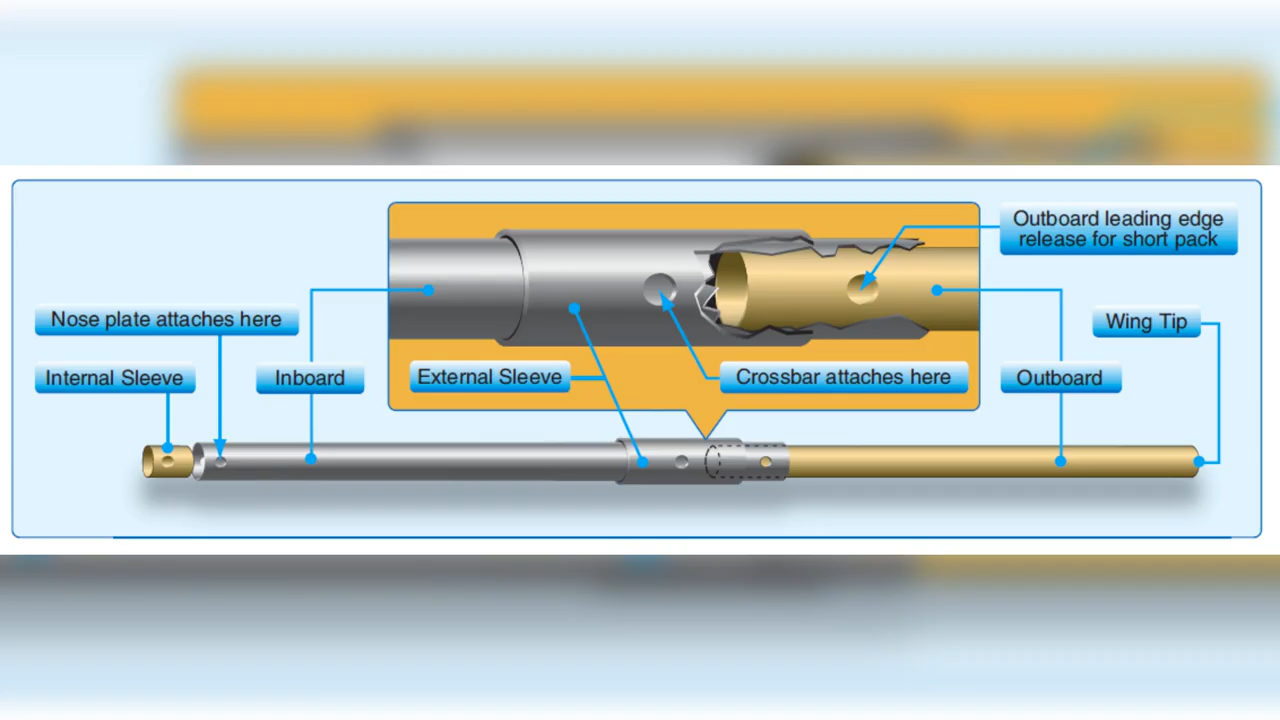 Outboard leading edge
release for short pack
Nose plate attaches here
Wing Tip
Internal Sleeve
Inboard
External Sleeve
Crossbar attaches here
Outboard